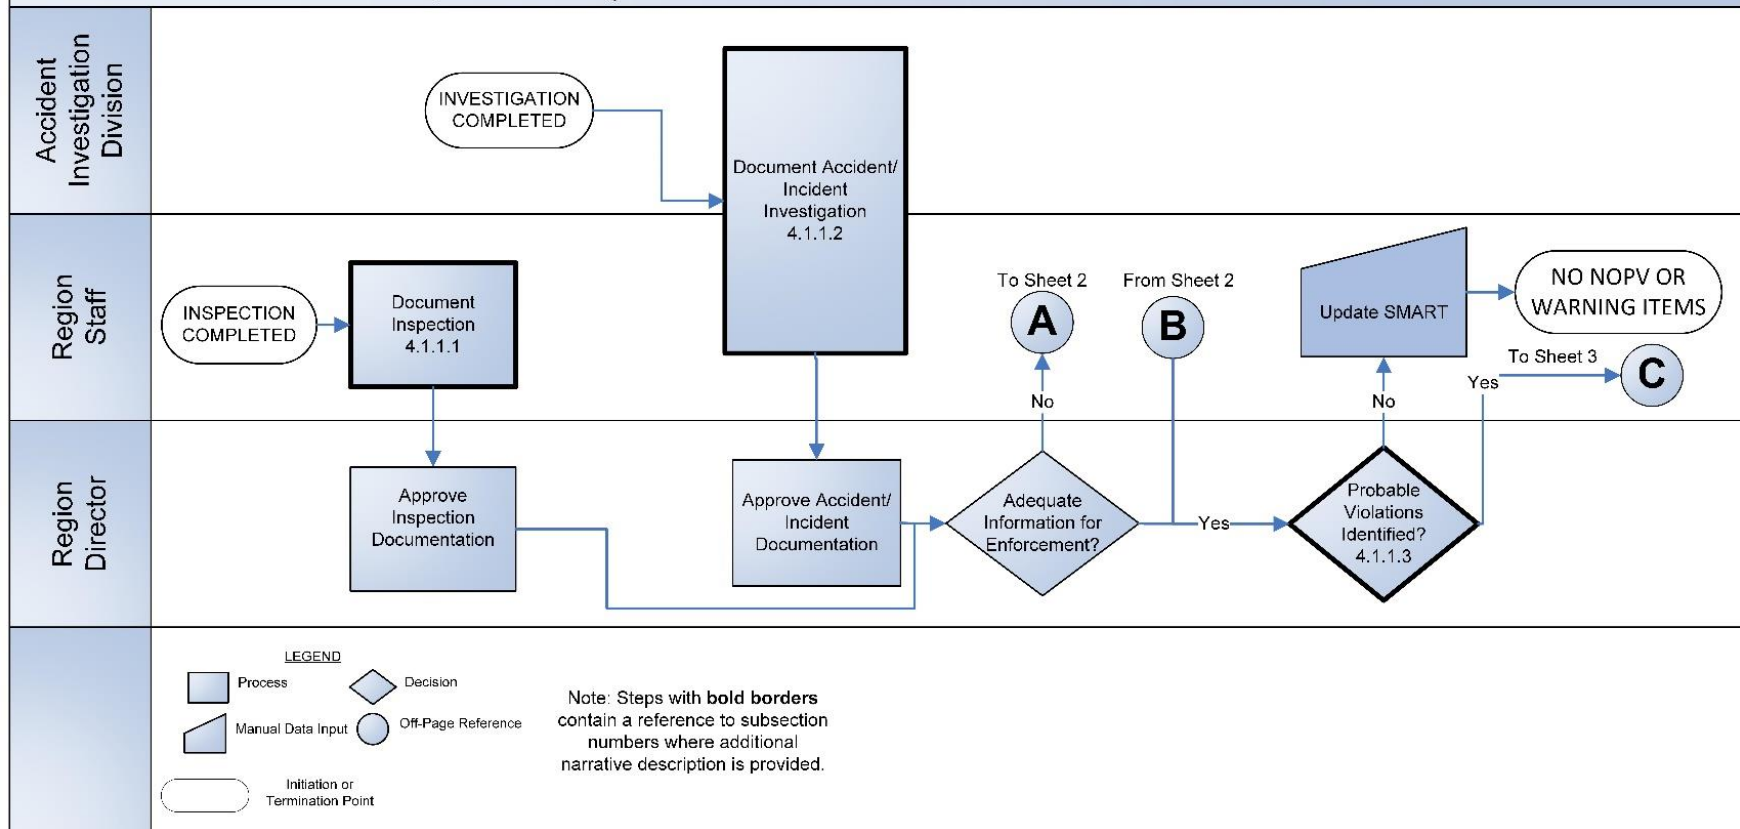 Accident
Investigation
Division
INVESTIGATION
COMPLETED
Document Accident/
Incident
Investigation
4.1.1.2
Region
Staff
INSPECTION
COMPLETED
Document
Inspection
4.1.1.1
To Sheet 2
A
From Sheet 2
B
Update SMART
NO NOPV OR
WARNING ITEMS
To Sheet 3
C
Yes
No
No
Region
Director
Approve
Inspection
Documentation
Approve Accident/
Incident
Documentation
Adequate
Information for
Enforcement?
Yes
Probable
Violations
Identified?
4.1.1.3
LEGEND
Process
Decision
Manual Data Input
Off-Page Reference
Initiation or
Termination Point
Note: Steps with bold borders
contain a reference to subsection
numbers where additional
narrative description is provided.